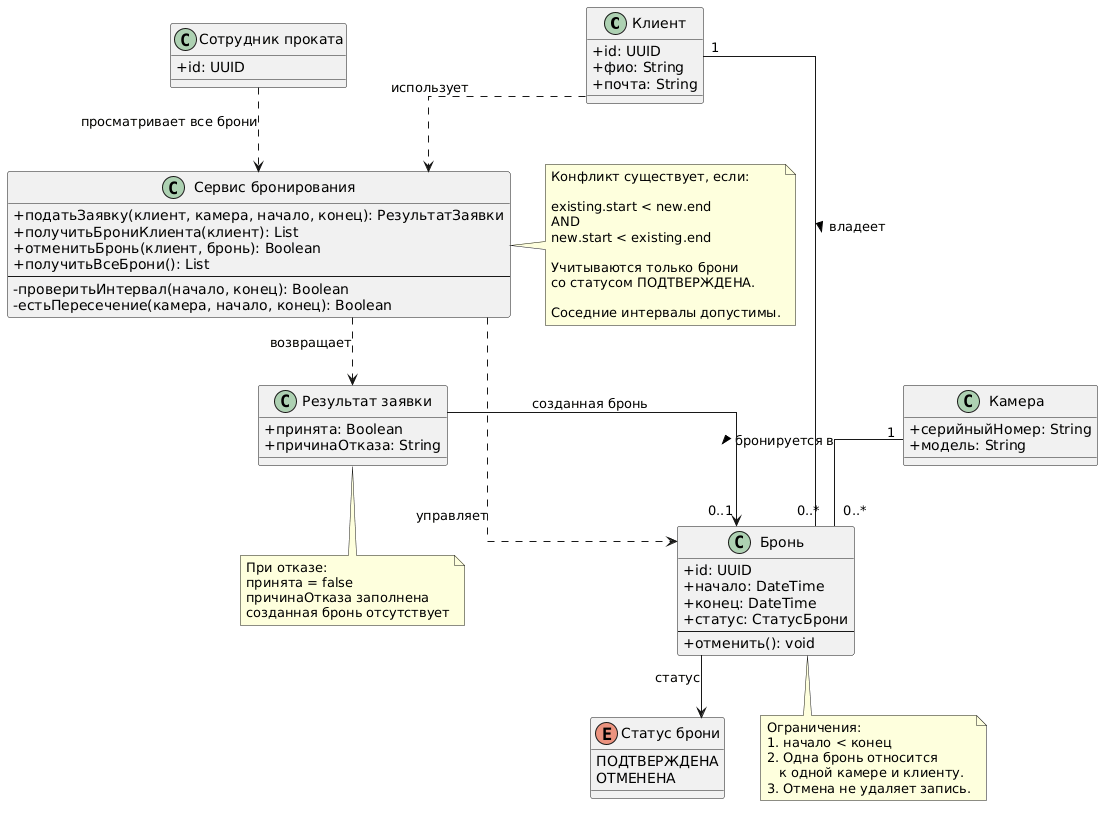 Сотрудник проката
+id: UUID
Клиент
+id: UUID
+фио: String
+почта: String
1
использует
просматривает все брони
Сервис бронирования
+податьЗаявку(клиент, камера, начало, конец): РезультатЗаявки
+получитьБрониКлиента(клиент): List
+отменитьБронь(клиент, бронь): Boolean
+получитьВсеБрони(): List
-проверитьИнтервал(начало, конец): Boolean
-естьПересечение(камера, начало, конец): Boolean
Конфликт существует, если:
existing.start < new.end
AND
new.start < existing.end
Учитываются только брони
со статусом ПОДТВЕРЖДЕНА.
Соседние интервалы допустимы.
владеет
возвращает
Результат заявки
+принята: Boolean
+причинаОтказа: String
созданная бронь
Камера
+серийныйНомер: String
+модель: String
1
бронируется в
управляет
0..1
0..*
0..*
При отказе:
принята = false
причинаОтказа заполнена
созданная бронь отсутствует
Бронь
+id: UUID
+начало: DateTime
+конец: DateTime
+статус: СтатусБрони
+отменить(): void
статус
Статус брони
ПОДТВЕРЖДЕНА
ОТМЕНЕНА
Ограничения:
1. начало < конец
2. Одна бронь относится
к одной камере и клиенту.
3. Отмена не удаляет запись.